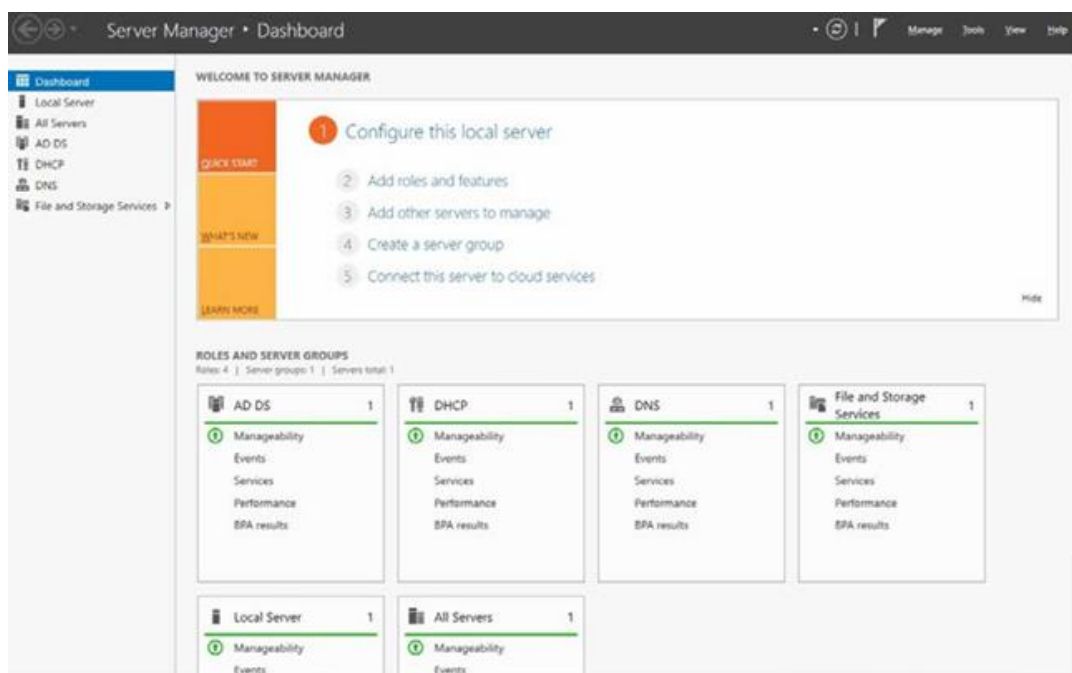 Server Manager • Dashboard
Manage Tools View Help
Dashboard
Local Server
All Servers
AD DS
DHCP
DNS
File and Storage Services
WELCOME TO SERVER MANAGER
QUICK START
WHAT'S NEW
LEARN MORE
1 Configure this local server
2 Add roles and features
3 Add other servers to manage
4 Create a server group
5 Connect this server to cloud services
Hide
ROLES AND SERVER GROUPS
Roles: 4 | Server groups: 1 | Servers total: 1
AD DS 1
Manageability
Events
Services
Performance
BPA results
DHCP 1
Manageability
Events
Services
Performance
BPA results
DNS 1
Manageability
Events
Services
Performance
BPA results
File and Storage
Services 1
Manageability
Events
Services
Performance
BPA results
Local Server 1
Manageability
Events
All Servers 1
Manageability
Events